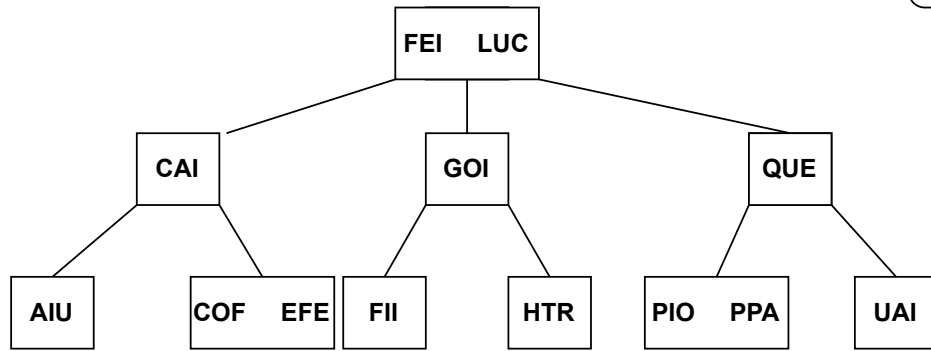 FEI LUC
CAI GOI QUE
AIU COF EFE FII HTR PIO PPA UAI